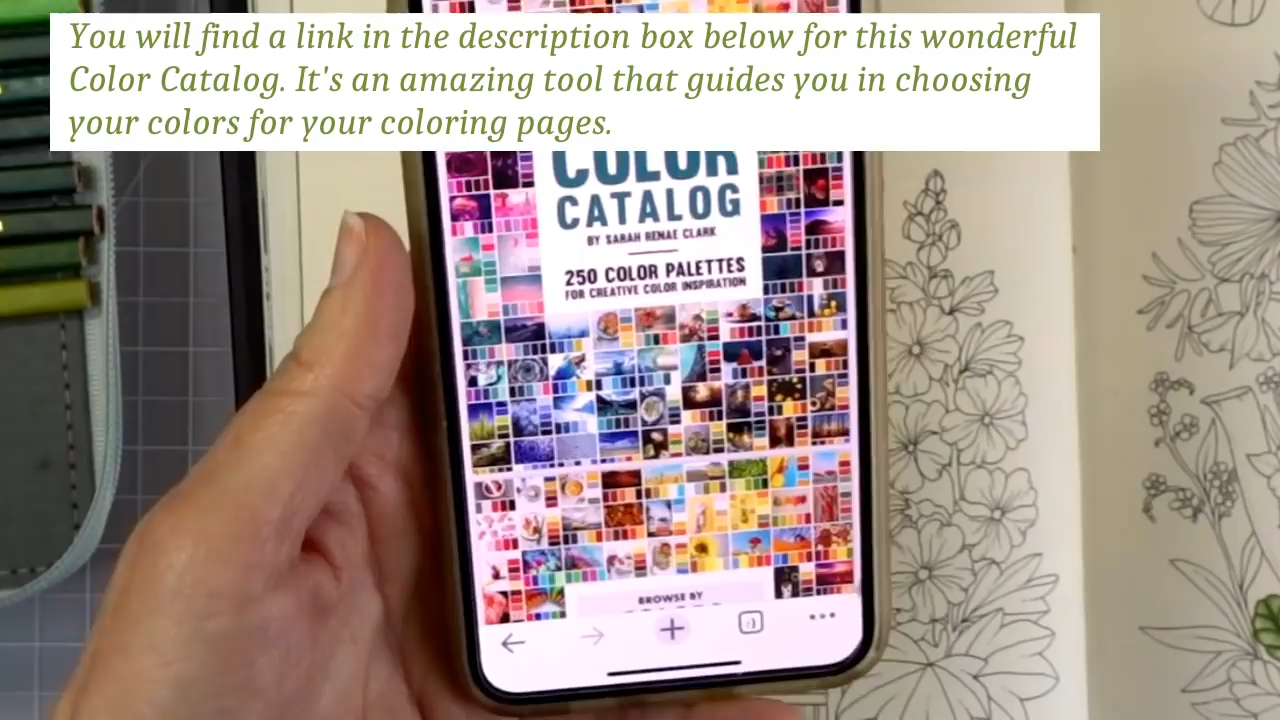 You will find a link in the description box below for this wonderful
Color Catalog. It's an amazing tool that guides you in choosing
your colors for your coloring pages.
COLOR
CATALOG
BY SARAH RENAE CLARK
250 COLOR PALETTES
FOR CREATIVE COLOR INSPIRATION
BROWSE BY
:)